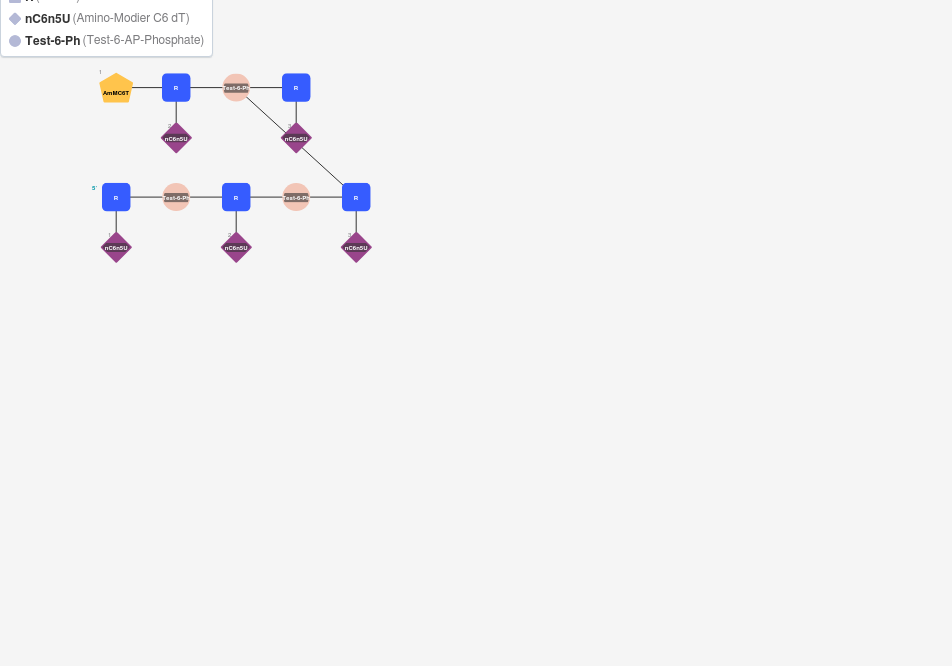 nC6n5U (Amino-Modier C6 dT)
Test-6-Ph (Test-6-AP-Phosphate)
1
AmMC6T R Test-6-Ph R
nC6n5U nC6n5U
5' R Test-6-Ph R Test-6-Ph R
nC6n5U nC6n5U nC6n5U